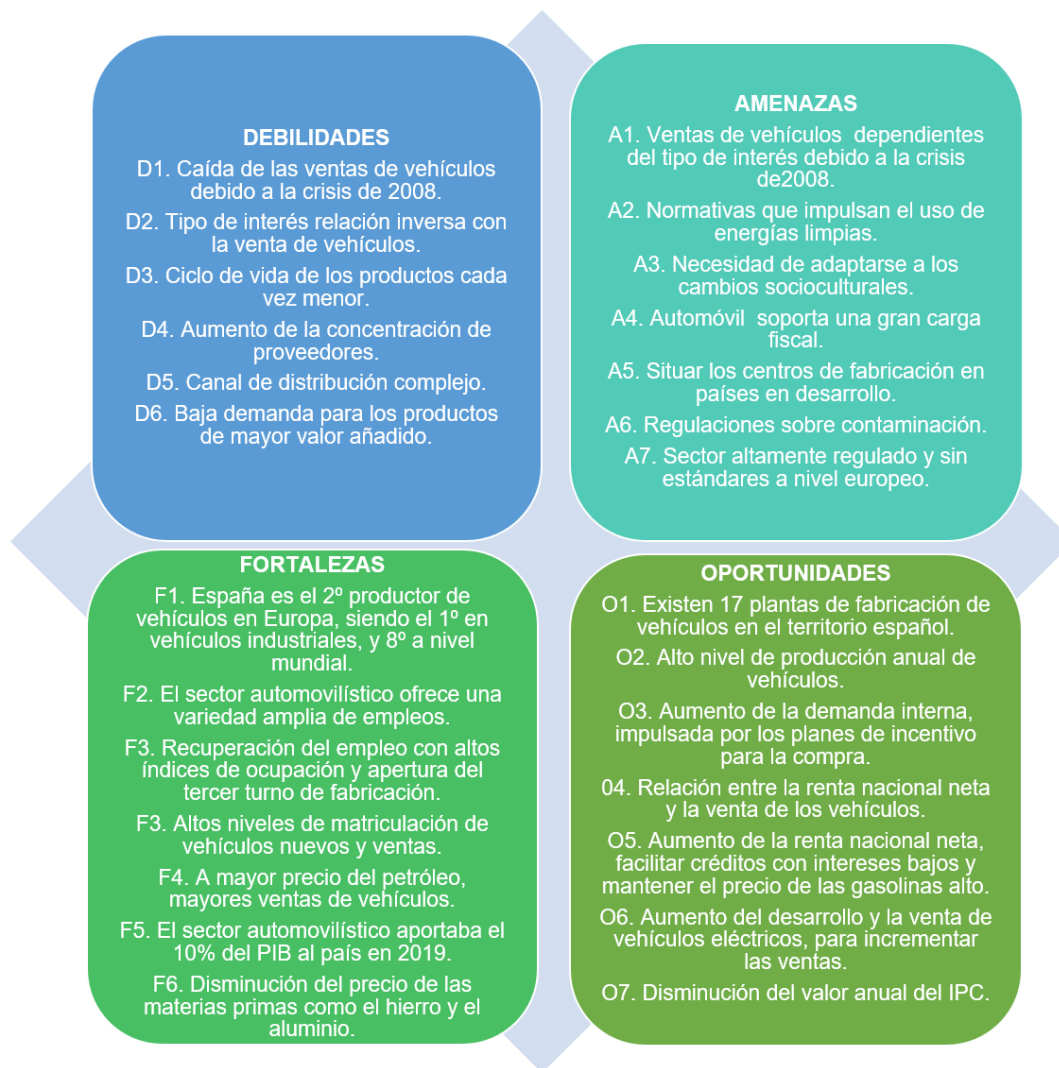 DEBILIDADES
D1. Caída de las ventas de vehículos
debido a la crisis de 2008.
D2. Tipo de interés relación inversa con
la venta de vehículos.
D3. Ciclo de vida de los productos cada
vez menor.
D4. Aumento de la concentración de
proveedores.
D5. Canal de distribución complejo.
D6. Baja demanda para los productos
de mayor valor añadido.
AMENAZAS
A1. Ventas de vehículos  dependientes
del tipo de interés debido a la crisis
de2008.
A2. Normativas que impulsan el uso de
energías limpias.
A3. Necesidad de adaptarse a los
cambios socioculturales.
A4. Automóvil  soporta una gran carga
fiscal.
A5. Situar los centros de fabricación en
países en desarrollo.
A6. Regulaciones sobre contaminación.
A7. Sector altamente regulado y sin
estándares a nivel europeo.
FORTALEZAS
F1. España es el 2º productor de
vehículos en Europa, siendo el 1º en
vehículos industriales, y 8º a nivel
mundial.
F2. El sector automovilístico ofrece una
variedad amplia de empleos.
F3. Recuperación del empleo con altos
índices de ocupación y apertura del
tercer turno de fabricación.
F3. Altos niveles de matriculación de
vehículos nuevos y ventas.
F4. A mayor precio del petróleo,
mayores ventas de vehículos.
F5. El sector automovilístico aportaba el
10% del PIB al país en 2019.
F6. Disminución del precio de las
materias primas como el hierro y el
aluminio.
OPORTUNIDADES
O1. Existen 17 plantas de fabricación de
vehículos en el territorio español.
O2. Alto nivel de producción anual de
vehículos.
O3. Aumento de la demanda interna,
impulsada por los planes de incentivo
para la compra.
04. Relación entre la renta nacional neta
y la venta de los vehículos.
O5. Aumento de la renta nacional neta,
facilitar créditos con intereses bajos y
mantener el precio de las gasolinas alto.
O6. Aumento del desarrollo y la venta de
vehículos eléctricos, para incrementar
las ventas.
O7. Disminución del valor anual del IPC.